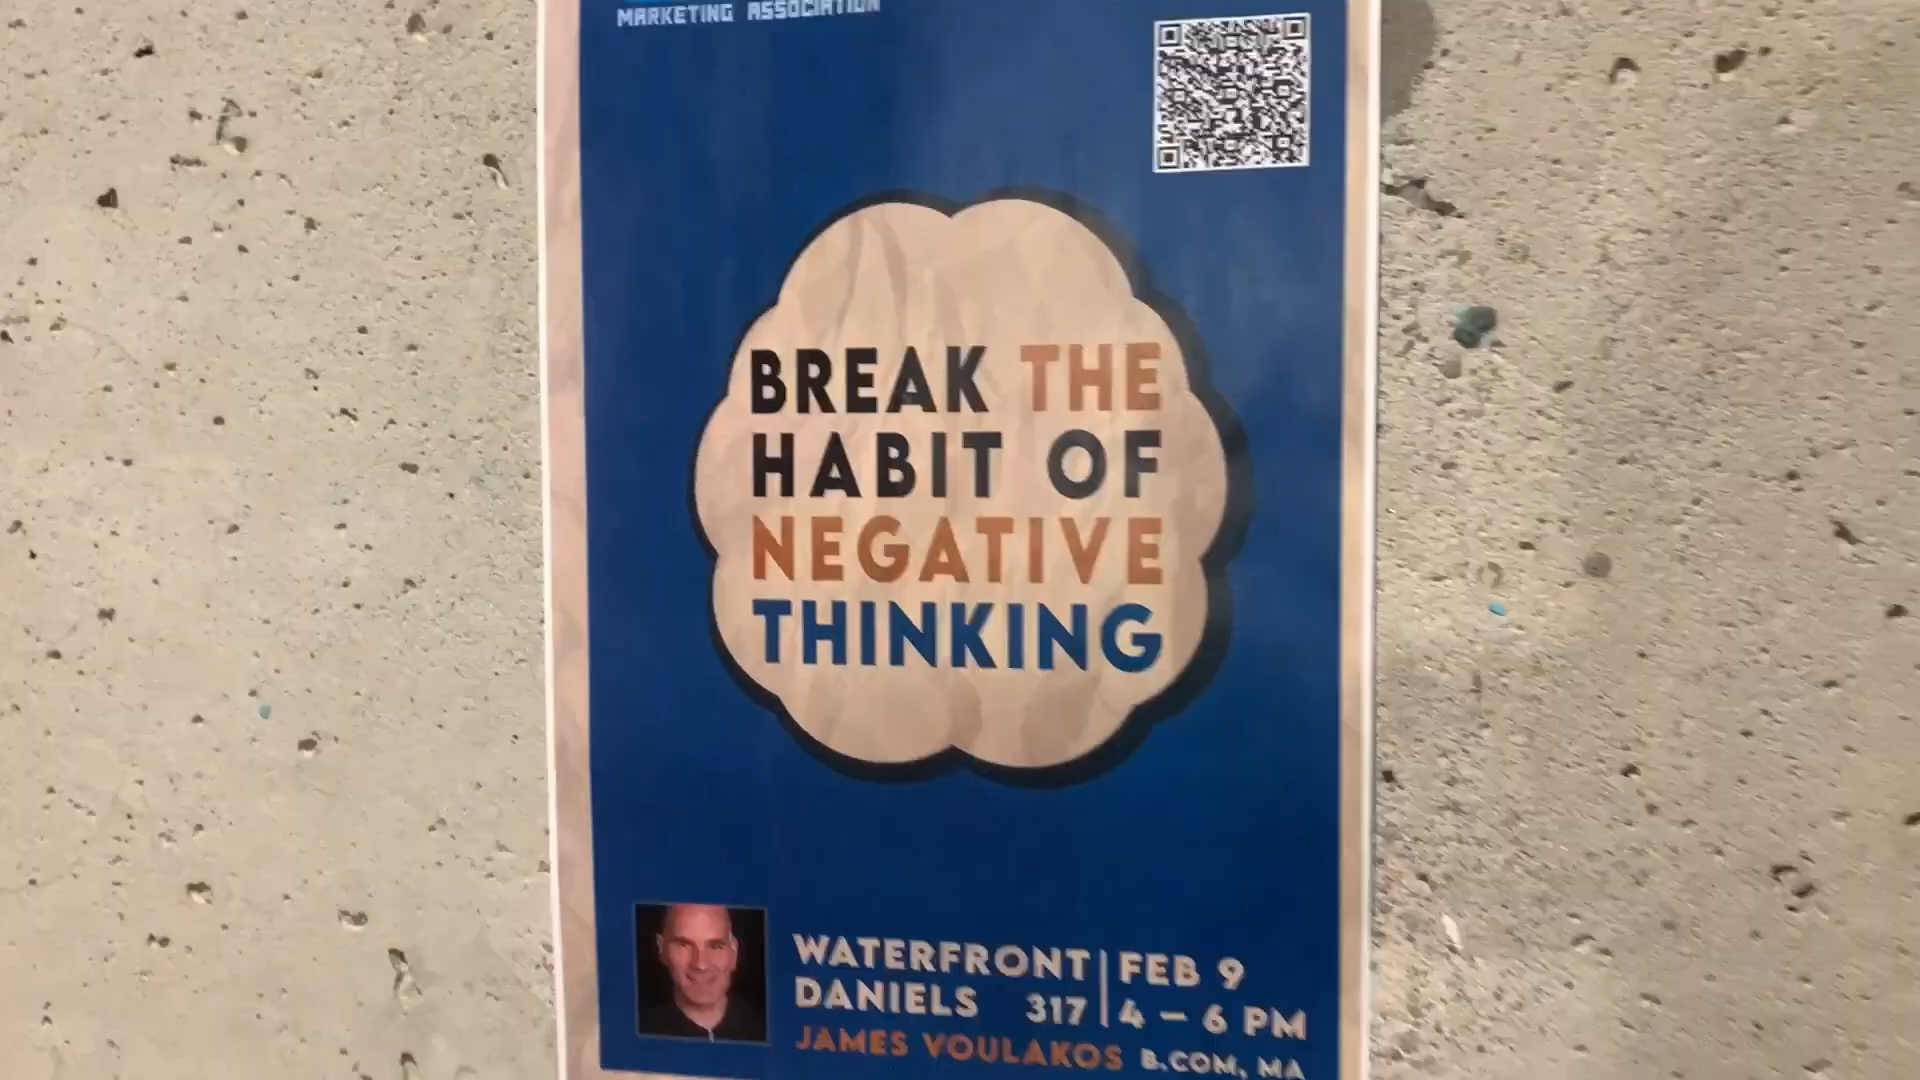 MARKETING ASSOCIATION
BREAK THE
HABIT OF
NEGATIVE
THINKING
WATERFRONT | FEB 9
DANIELS 317 | 4 – 6 PM
JAMES VOULAKOS B.COM, MA